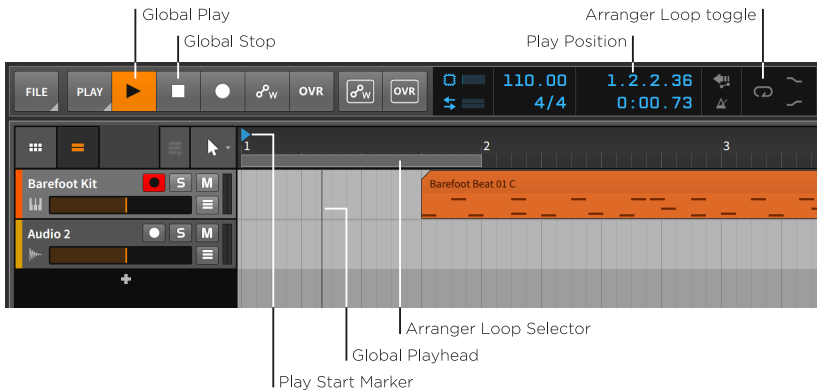 Global Play
Arranger Loop toggle
Global Stop
Play Position
FILE
PLAY
W
OVR
W
OVR
110.00
1.2.2.36
4/4
0:00.73
1
2
3
Barefoot Kit
S
M
Barefoot Beat 01 C
Audio 2
S
M
Arranger Loop Selector
Global Playhead
Play Start Marker